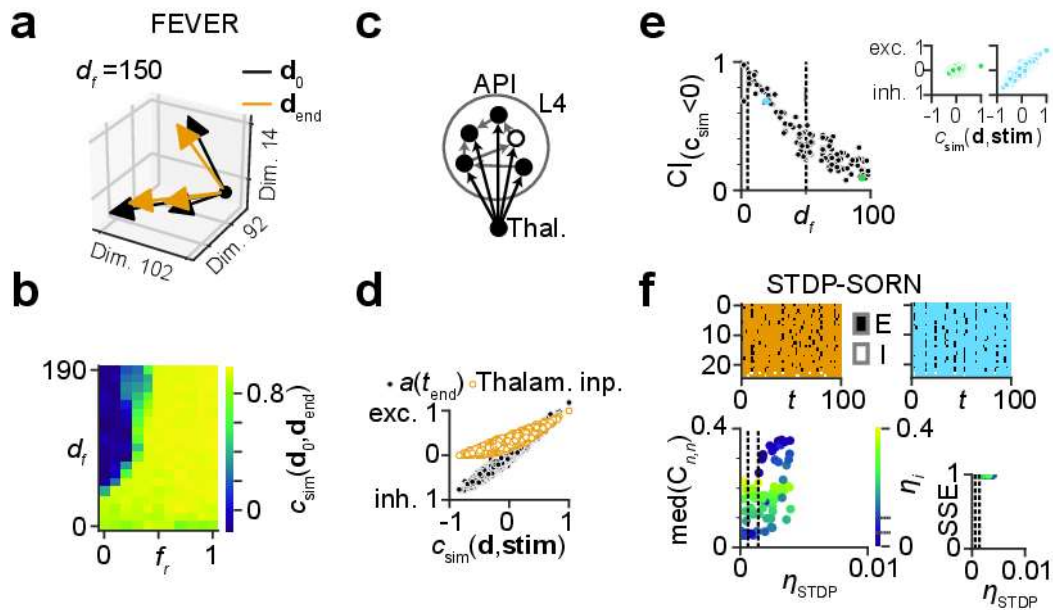 a
FEVER
d_f =150
d_0
d_end
Dim. 14
Dim. 92
Dim. 102
b
190
d_f
0
0
f_r
1
0.8
0
c_sim(d_0,d_end)
c
API
L4
Thal.
d
a(t_end) Thalam. inp.
exc.
1
0
inh.
1
-1
0
1
c_sim(d,stim)
e
CI_(c_sim<0)
1
0
0
d_f
100
exc.
inh.
-1
0
1
-1
0
1
c_sim(d,stim)
f
STDP-SORN
0
10
20
0
t
100
E
I
0
t
100
med(C_n,n)
0.4
0
0
0.01
η_STDP
0.4
0
η_i
SSE
1
0
0
0.01
η_STDP